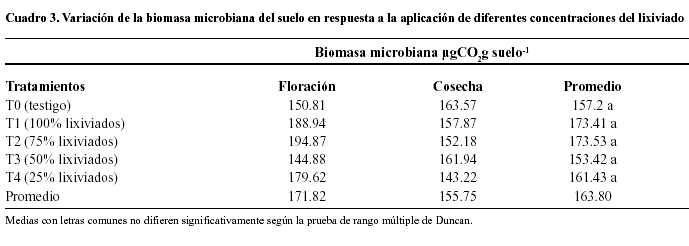 Cuadro 3. Variación de la biomasa microbiana del suelo en respuesta a la aplicación de diferentes concentraciones del lixiviado
Biomasa microbiana µgCO2g suelo-1
Tratamientos Floración Cosecha Promedio
T0 (testigo) 150.81 163.57 157.2 a
T1 (100% lixiviados) 188.94 157.87 173.41 a
T2 (75% lixiviados) 194.87 152.18 173.53 a
T3 (50% lixiviados) 144.88 161.94 153.42 a
T4 (25% lixiviados) 179.62 143.22 161.43 a
Promedio 171.82 155.75 163.80
Medias con letras comunes no difieren significativamente según la prueba de rango múltiple de Duncan.